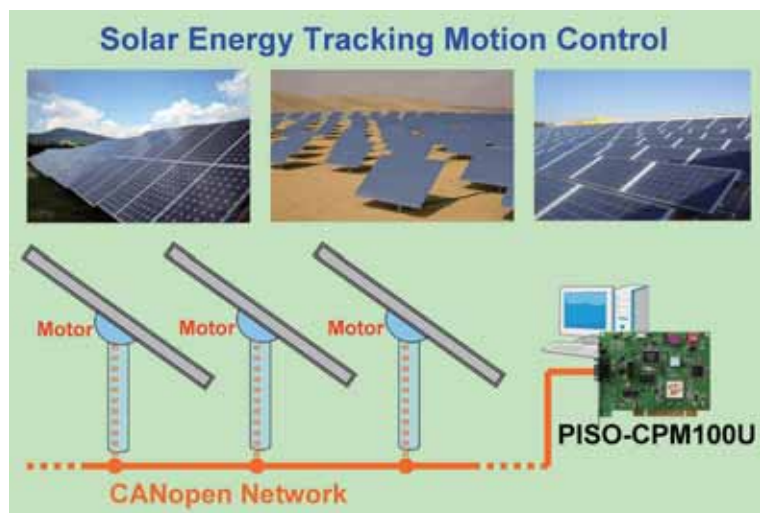 Solar Energy Tracking Motion Control
Motor
Motor
Motor
PISO-CPM100U
CANopen Network